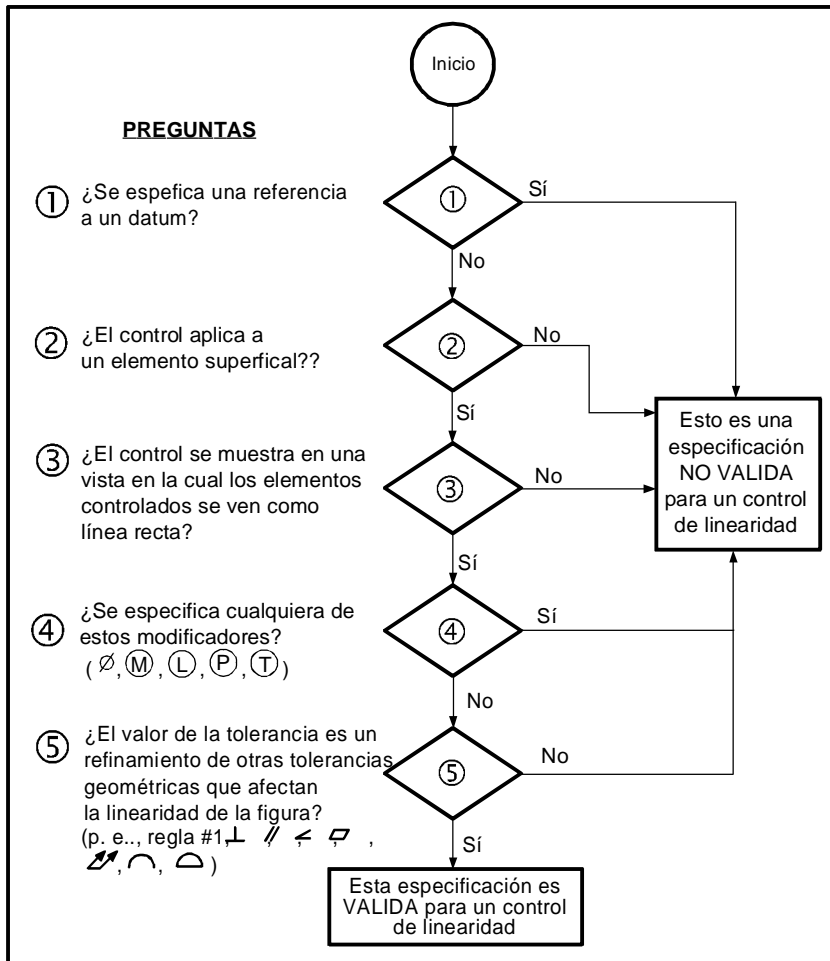 Inicio
PREGUNTAS
① ¿Se espefica una referencia
a un datum?
① Sí
No
② ¿El control aplica a
un elemento superfical??
② No
Sí
③ ¿El control se muestra en una
vista en la cual los elementos
controlados se ven como
línea recta?
③ No
Sí
Esto es una
especificación
NO VALIDA
para un control
de linearidad
④ ¿Se especifica cualquiera de
estos modificadores?
( ⌀, Ⓜ, Ⓛ, Ⓟ, Ⓣ )
④ Sí
No
⑤ ¿El valor de la tolerancia es un
refinamiento de otras tolerancias
geométricas que afectan
la linearidad de la figura?
(p. e.., regla #1, ⟂ ⫽ ∠ ⏥ ,
⌰, ⌒, ⌓ )
⑤ No
Sí
Esta especificación es
VALIDA para un control
de linearidad